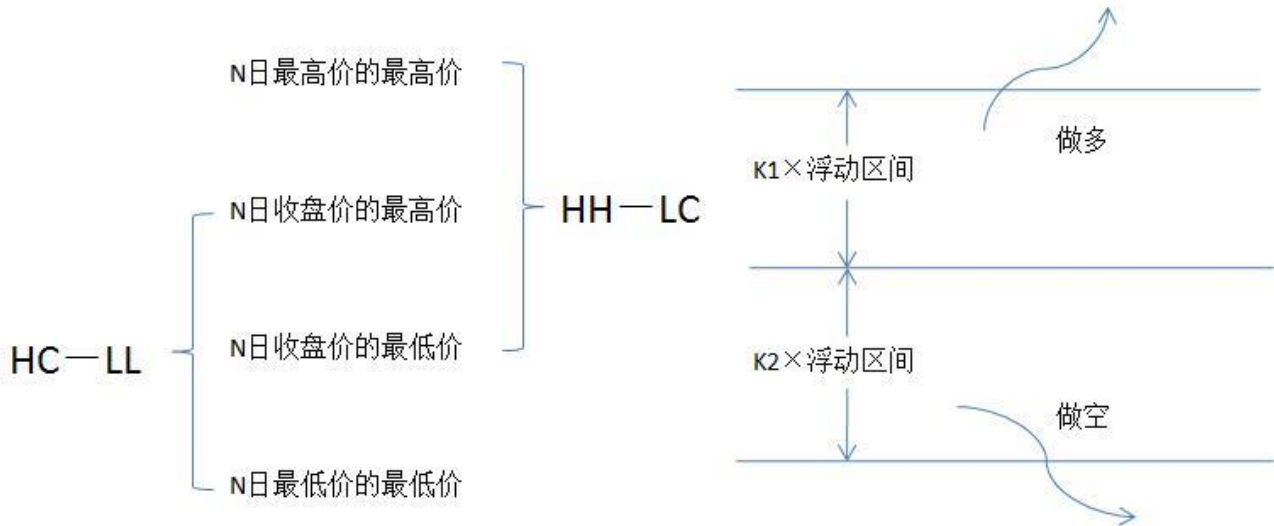 N日最高价的最高价
N日收盘价的最高价
N日收盘价的最低价
N日最低价的最低价
HC－LL
HH－LC
做多
K1×浮动区间
K2×浮动区间
做空